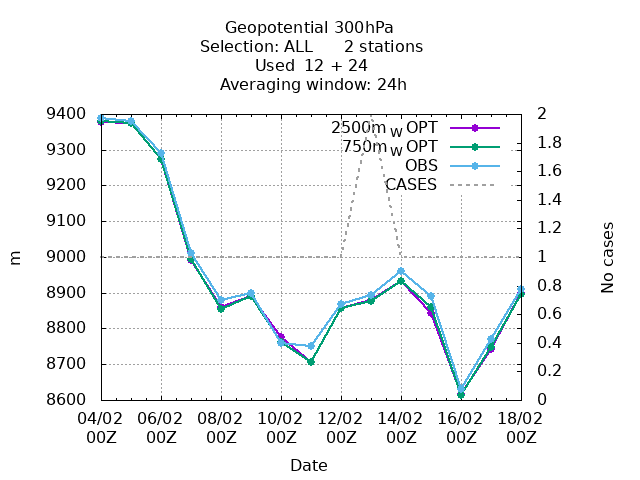 Geopotential 300hPa
Selection: ALL 2 stations
Used 12 + 24
Averaging window: 24h
9400
9300
9200
9100
9000
8900
8800
8700
8600
m
2500m W OPT
750m W OPT
OBS
CASES
2
1.8
1.6
1.4
1.2
1
0.8
0.6
0.4
0.2
0
No cases
04/02 06/02 08/02 10/02 12/02 14/02 16/02 18/02
00Z 00Z 00Z 00Z 00Z 00Z 00Z 00Z
Date